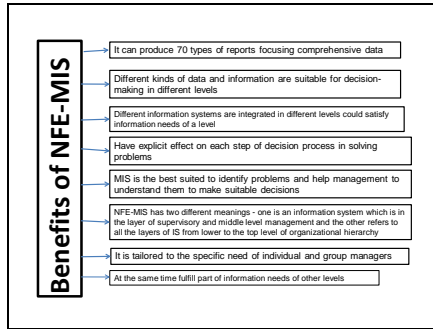 Benefits of NFE-MIS
It can produce 70 types of reports focusing comprehensive data
Different kinds of data and information are suitable for decision-
making in different levels
Different information systems are integrated in different levels could satisfy
information needs of a level
Have explicit effect on each step of decision process in solving
problems
MIS is the best suited to identify problems and help management to
understand them to make suitable decisions
NFE-MIS has two different meanings - one is an information system which is in
the layer of supervisory and middle level management and the other refers to
all the layers of IS from lower to the top level of organizational hierarchy
It is tailored to the specific need of individual and group managers
At the same time fulfill part of information needs of other levels